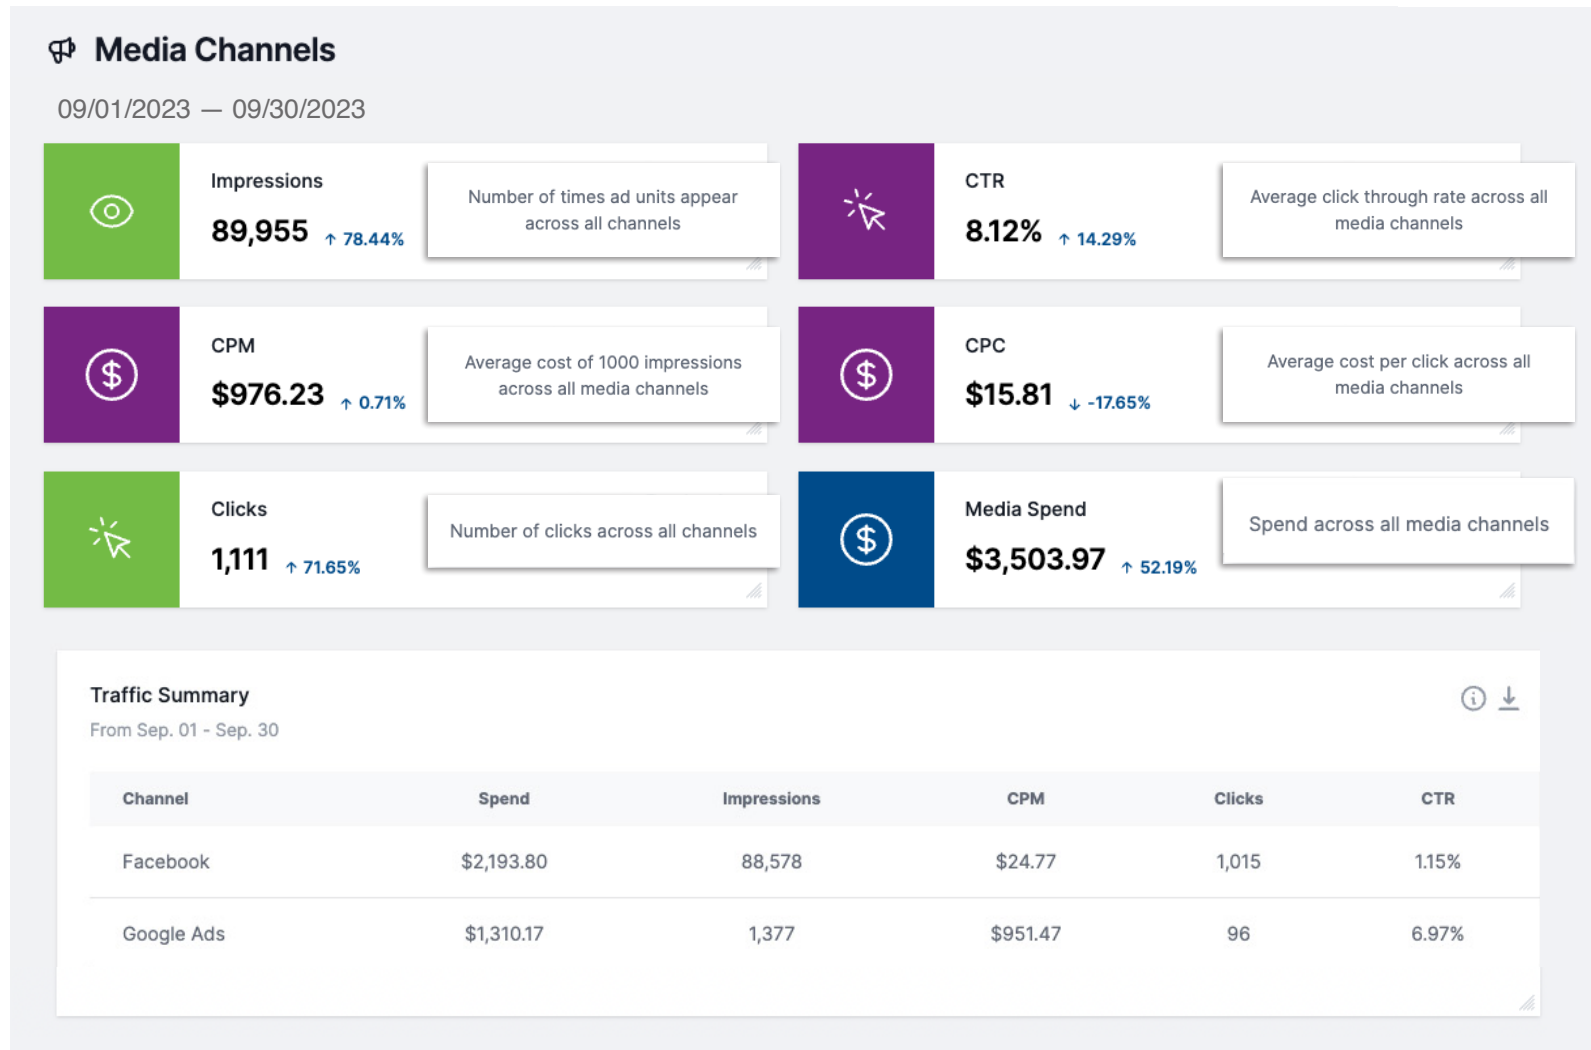 Media Channels
09/01/2023 — 09/30/2023
Impressions
89,955 ↑ 78.44%
Number of times ad units appear
across all channels
CTR
8.12% ↑ 14.29%
Average click through rate across all
media channels
CPM
$976.23 ↑ 0.71%
Average cost of 1000 impressions
across all media channels
CPC
$15.81 ↓ -17.65%
Average cost per click across all
media channels
Clicks
1,111 ↑ 71.65%
Number of clicks across all channels
Media Spend
$3,503.97 ↑ 52.19%
Spend across all media channels
Traffic Summary
From Sep. 01 - Sep. 30
Channel Spend Impressions CPM Clicks CTR
Facebook $2,193.80 88,578 $24.77 1,015 1.15%
Google Ads $1,310.17 1,377 $951.47 96 6.97%